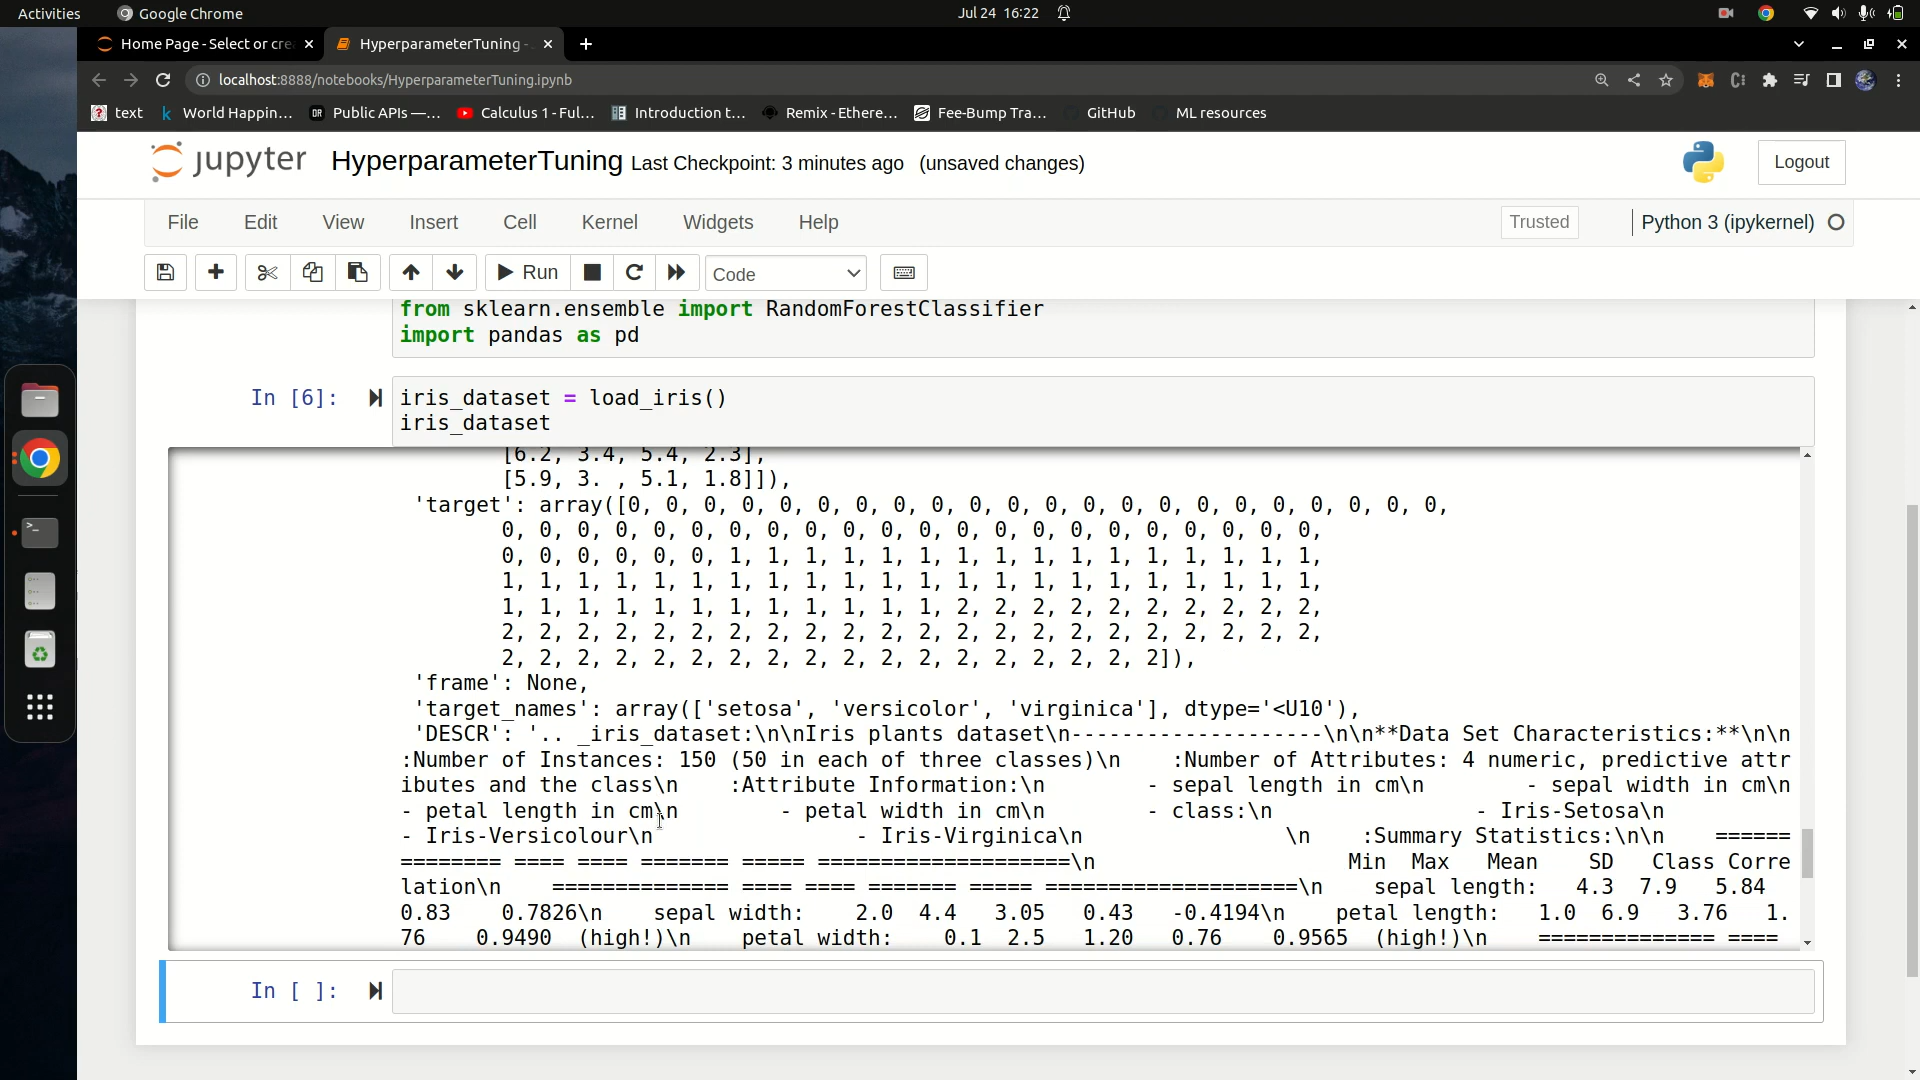 Activities Google Chrome Jul 24 16:22
Home Page - Select or cre HyperparameterTuning -
localhost:8888/notebooks/HyperparameterTuning.ipynb
text World Happin... Public APIs —... Calculus 1 - Ful... Introduction t... Remix - Ethere... Fee-Bump Tra... GitHub ML resources
jupyter HyperparameterTuning Last Checkpoint: 3 minutes ago (unsaved changes) Logout
File Edit View Insert Cell Kernel Widgets Help Trusted Python 3 (ipykernel)
Run Code
from sklearn.ensemble import RandomForestClassifier
import pandas as pd
In [6]: iris_dataset = load_iris()
iris_dataset
[6.2, 3.4, 5.4, 2.3],
[5.9, 3. , 5.1, 1.8]]),
'target': array([0, 0, 0, 0, 0, 0, 0, 0, 0, 0, 0, 0, 0, 0, 0, 0, 0, 0, 0, 0, 0, 0,
0, 0, 0, 0, 0, 0, 0, 0, 0, 0, 0, 0, 0, 0, 0, 0, 0, 0, 0, 0,
0, 0, 0, 0, 0, 0, 1, 1, 1, 1, 1, 1, 1, 1, 1, 1, 1, 1, 1, 1, 1, 1,
1, 1, 1, 1, 1, 1, 1, 1, 1, 1, 1, 1, 1, 1, 1, 1, 1, 1, 1, 1, 1, 1,
1, 1, 1, 1, 1, 1, 1, 1, 1, 1, 1, 1, 2, 2, 2, 2, 2, 2, 2, 2, 2, 2,
2, 2, 2, 2, 2, 2, 2, 2, 2, 2, 2, 2, 2, 2, 2, 2, 2, 2, 2, 2, 2, 2,
2, 2, 2, 2, 2, 2, 2, 2, 2, 2, 2, 2, 2, 2, 2, 2, 2, 2]),
'frame': None,
'target_names': array(['setosa', 'versicolor', 'virginica'], dtype='<U10'),
'DESCR': '.. _iris_dataset:\n\nIris plants dataset\n--------------------\n\n**Data Set Characteristics:**\n\n
:Number of Instances: 150 (50 in each of three classes)\n :Number of Attributes: 4 numeric, predictive attr
ibutes and the class\n :Attribute Information:\n - sepal length in cm\n - sepal width in cm\n
- petal length in cm\n - petal width in cm\n - class:\n - Iris-Setosa\n
- Iris-Versicolour\n - Iris-Virginica\n \n :Summary Statistics:\n\n ======
======== ==== ==== ======= ===== ====================\n Min Max Mean SD Class Corre
lation\n ============== ==== ==== ======= ===== ====================\n sepal length: 4.3 7.9 5.84
0.83 0.7826\n sepal width: 2.0 4.4 3.05 0.43 -0.4194\n petal length: 1.0 6.9 3.76 1.
76 0.9490 (high!)\n petal width: 0.1 2.5 1.20 0.76 0.9565 (high!)\n ============== ====
In [ ]: